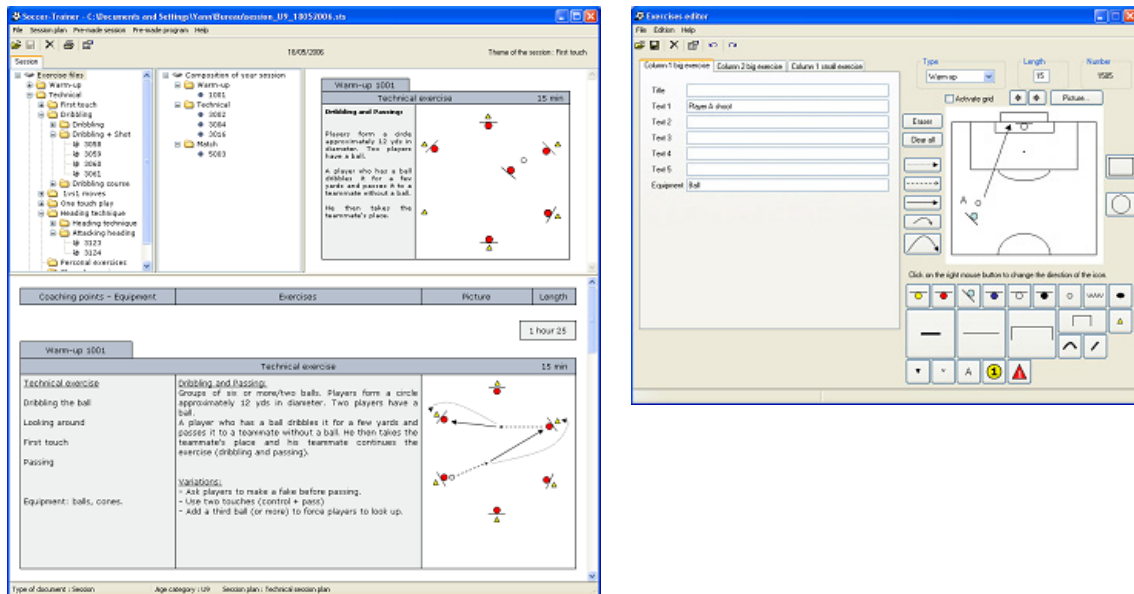 Soccer-Trainer - C:\Documents and Settings\Yann\Bureau\session_U9_18052006.sts
File Session plan Pre-made session Pre-made program Help
18/05/2006
Theme of the session : First touch
Session
Exercise files
Warm-up
Technical
First touch
Dribbling
Dribbling
Dribbling + Shot
3058
3059
3060
3061
Dribbling course
1vs1 moves
One touch play
Heading technique
Heading technique
Attacking heading
3123
3124
Personal exercises
Composition of your session
Warm-up
1001
Technical
3002
3004
3016
Match
5003
Warm-up 1001
Technical exercise 15 min
Dribbling and Passing:
Players form a circle
approximately 12 yds in
diameter. Two players
have a ball.
A player who has a ball
dribbles it for a few
yards and passes it to a
teammate without a ball.
He then takes the
teammate's place.
Coaching points - Equipment Exercises Picture Length
1 hour 25
Warm-up 1001
Technical exercise 15 min
Technical exercise
Dribbling the ball
Looking around
First touch
Passing
Equipment: balls, cones.
Dribbling and Passing:
Groups of six or more/two balls. Players form a circle
approximately 12 yds in diameter. Two players have a
ball.
A player who has a ball dribbles it for a few yards and
passes it to a teammate without a ball. He then takes the
teammate's place and his teammate continues the
exercise (dribbling and passing).
Variations:
- Ask players to make a fake before passing.
- Use two touches (control + pass)
- Add a third ball (or more) to force players to look up.
Type of document : Session Age category : U9 Session plan : Technical session plan
Exercises editor
File Edition Help
Column 1 big exercise Column 2 big exercise Column 1 small exercise
Title
Text 1 Player A shoot
Text 2
Text 3
Text 4
Text 5
Equipment Ball
Type Length Number
Warm up 15 1585
Activate grid Picture...
Eraser
Clear all
A
Click on the right mouse button to change the direction of the icon.
A 1